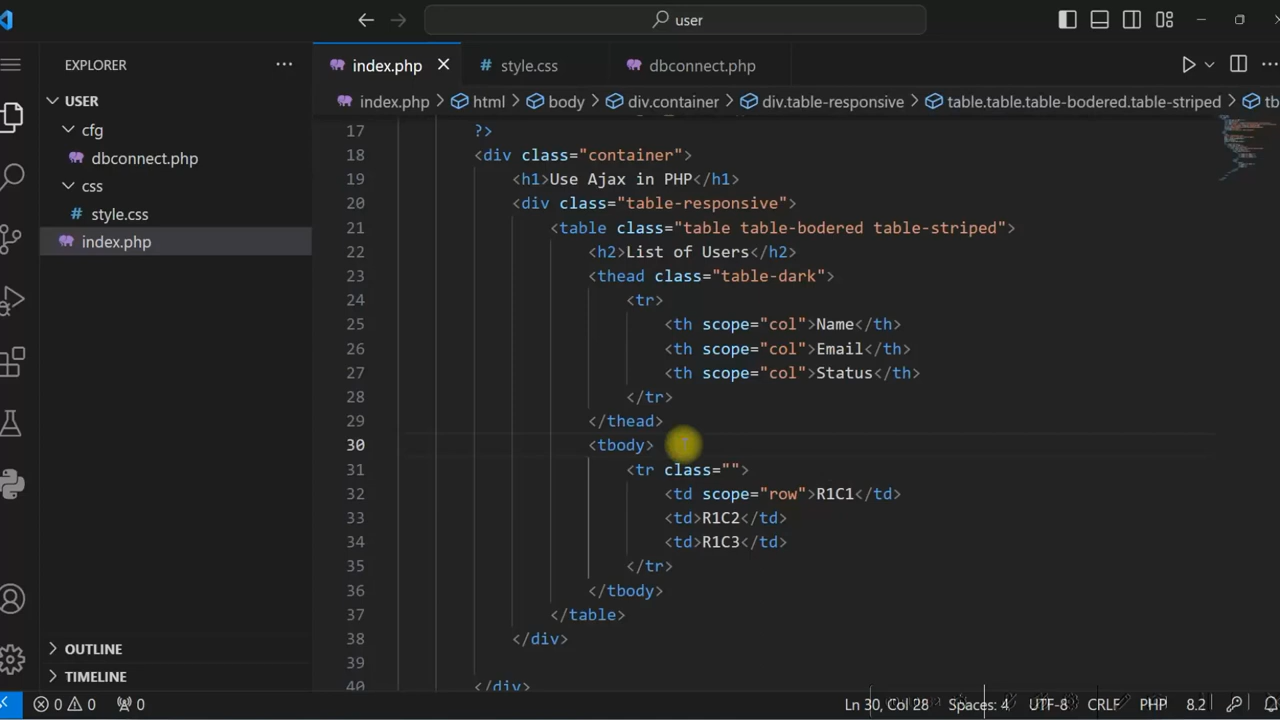 user
EXPLORER
index.php
style.css
dbconnect.php
USER
index.php > html > body > div.container > div.table-responsive > table.table.table-bodered.table-striped > tb
cfg
dbconnect.php
css
style.css
index.php
17 ?>
18 <div class="container">
19 <h1>Use Ajax in PHP</h1>
20 <div class="table-responsive">
21 <table class="table table-bodered table-striped">
22 <h2>List of Users</h2>
23 <thead class="table-dark">
24 <tr>
25 <th scope="col">Name</th>
26 <th scope="col">Email</th>
27 <th scope="col">Status</th>
28 </tr>
29 </thead>
30 <tbody>
31 <tr class="">
32 <td scope="row">R1C1</td>
33 <td>R1C2</td>
34 <td>R1C3</td>
35 </tr>
36 </tbody>
37 </table>
38 </div>
39
40 </div>
OUTLINE
TIMELINE
0 0 0
Ln 30, Col 28 Spaces: 4 UTF-8 CRLF PHP 8.2